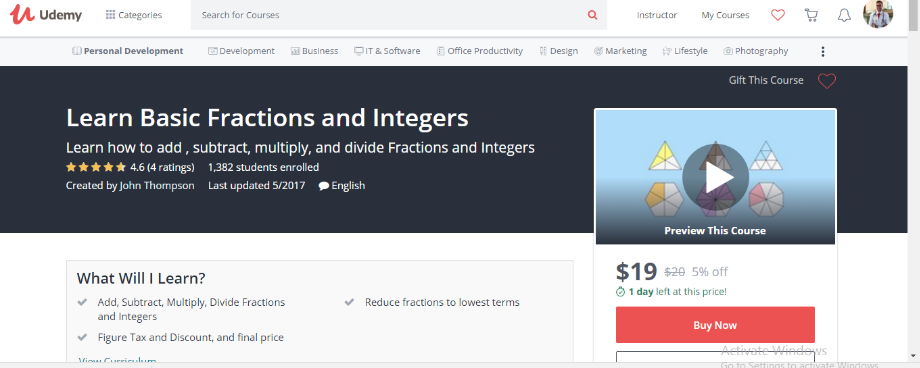 Udemy Categories Search for Courses Instructor My Courses
Personal Development Development Business IT & Software Office Productivity Design Marketing Lifestyle Photography
Gift This Course
Learn Basic Fractions and Integers
Learn how to add , subtract, multiply, and divide Fractions and Integers
4.6 (4 ratings) 1,382 students enrolled
Created by John Thompson Last updated 5/2017 English
Preview This Course
What Will I Learn?
Add, Subtract, Multiply, Divide Fractions
and Integers
Reduce fractions to lowest terms
Figure Tax and Discount, and final price
View Curriculum
$19 $20 5% off
1 day left at this price!
Buy Now
Activate Windows
Go to Settings to activate Windows.